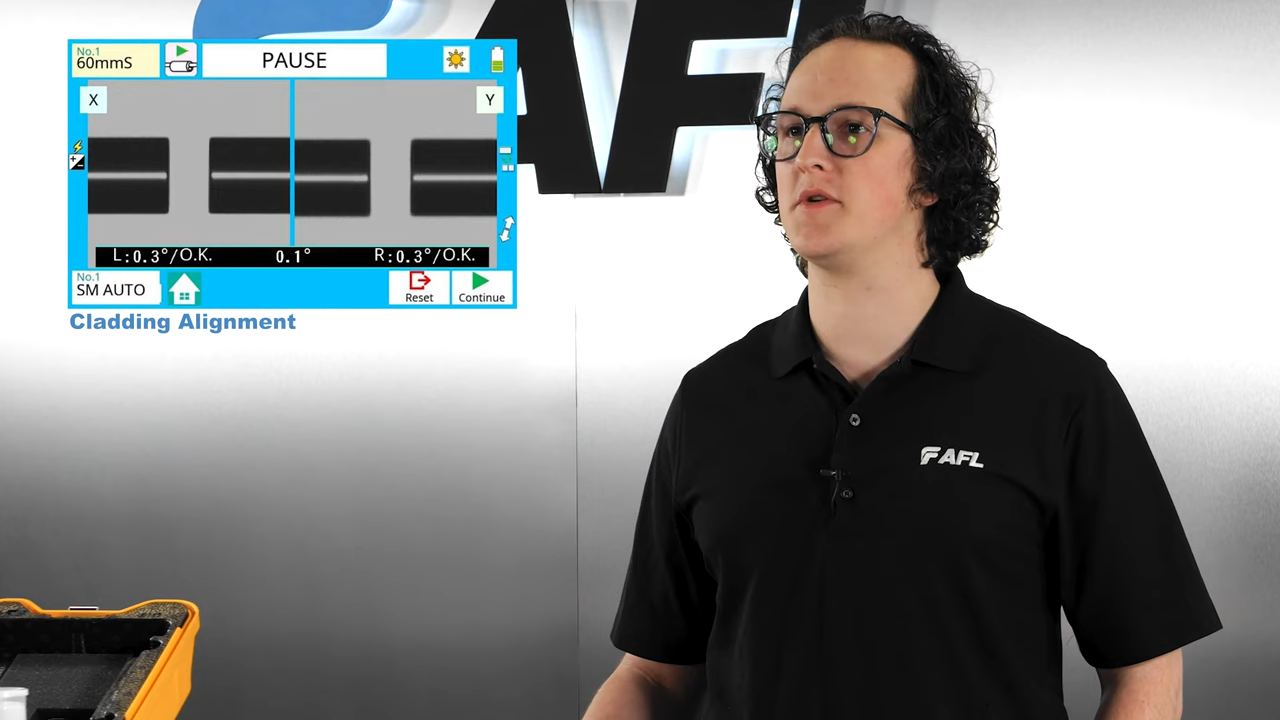 No.1
60mmS
PAUSE
X
Y
L:0.3°/O.K.
0.1°
R:0.3°/O.K.
No.1
SM AUTO
Reset
Continue
Cladding Alignment
AFL
AFL